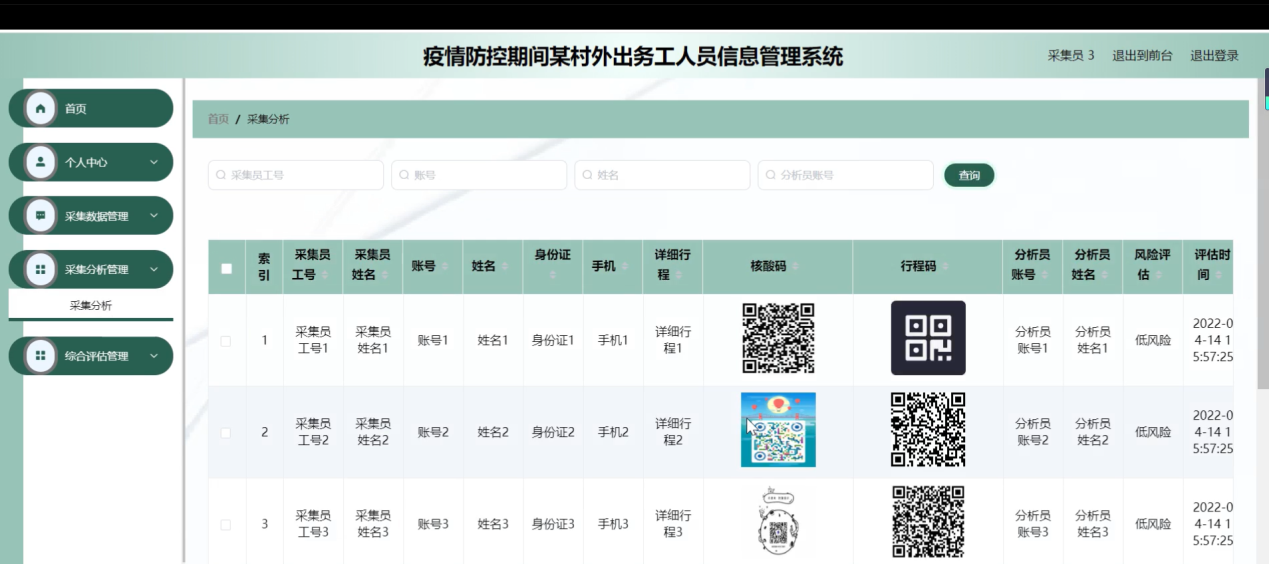 疫情防控期间某村外出务工人员信息管理系统
采集员 3 退出到前台 退出登录
首页
个人中心
采集数据管理
采集分析管理
采集分析
综合评估管理
首页 / 采集分析
采集员工号 账号 姓名 分析员账号 查询
索引 采集员工号 采集员姓名 账号 姓名 身份证 手机 详细行程 核酸码 行程码 分析员账号 分析员姓名 风险评估 评估时间
1 采集员工号1 采集员姓名1 账号1 姓名1 身份证1 手机1 详细行程1 分析员账号1 分析员姓名1 低风险 2022-04-14 15:57:25
2 采集员工号2 采集员姓名2 账号2 姓名2 身份证2 手机2 详细行程2 分析员账号2 分析员姓名2 低风险 2022-04-14 15:57:25
3 采集员工号3 采集员姓名3 账号3 姓名3 身份证3 手机3 详细行程3 分析员账号3 分析员姓名3 低风险 2022-04-14 15:57:25